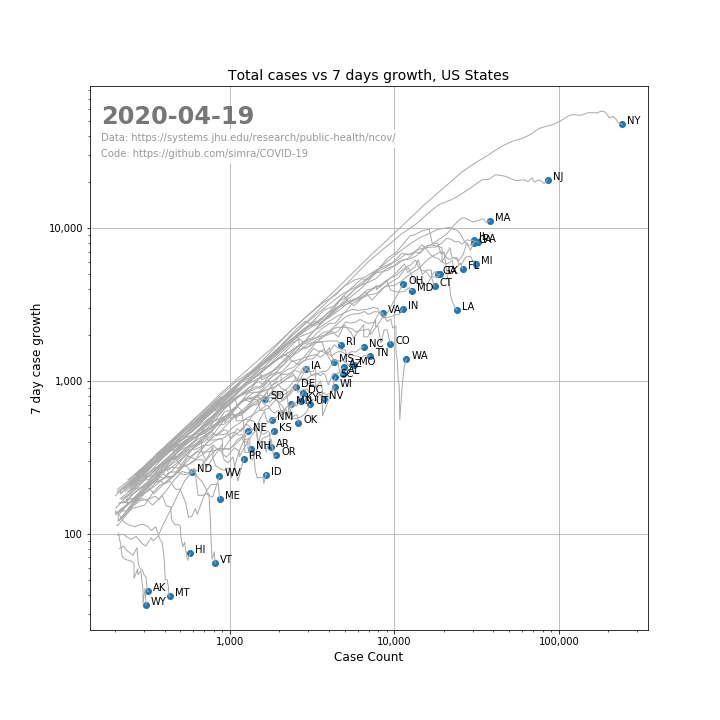 Total cases vs 7 days growth, US States
2020-04-19
Data: https://systems.jhu.edu/research/public-health/ncov/
Code: https://github.com/simra/COVID-19
NY
NJ
MA
MI
FL
CT
OH
MD
LA
VA
IN
RI
NC
CO
TN
WA
MS
MO
AL
IA
WI
DE
DC
NV
SD
UT
NM
OK
NE
KS
NH
AR
PR
OR
ND
WV
ID
ME
HI
VT
AK
MT
WY
10,000
1,000
100
7 day case growth
1,000
10,000
100,000
Case Count